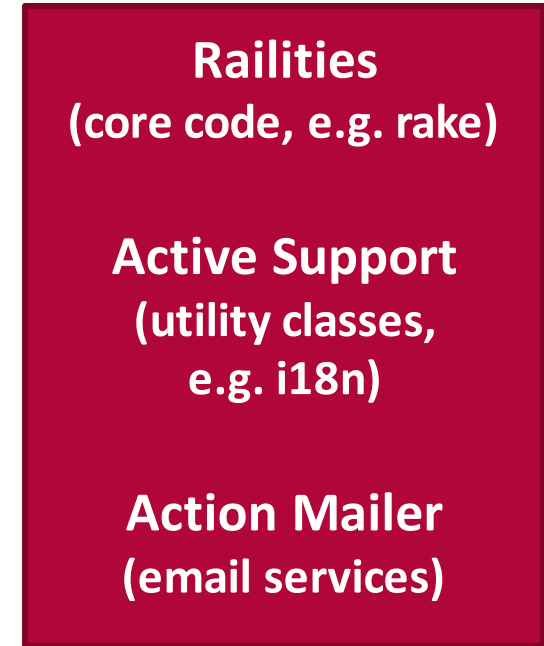 Railities
(core code, e.g. rake)
Active Support
(utility classes,
e.g. i18n)
Action Mailer
(email services)